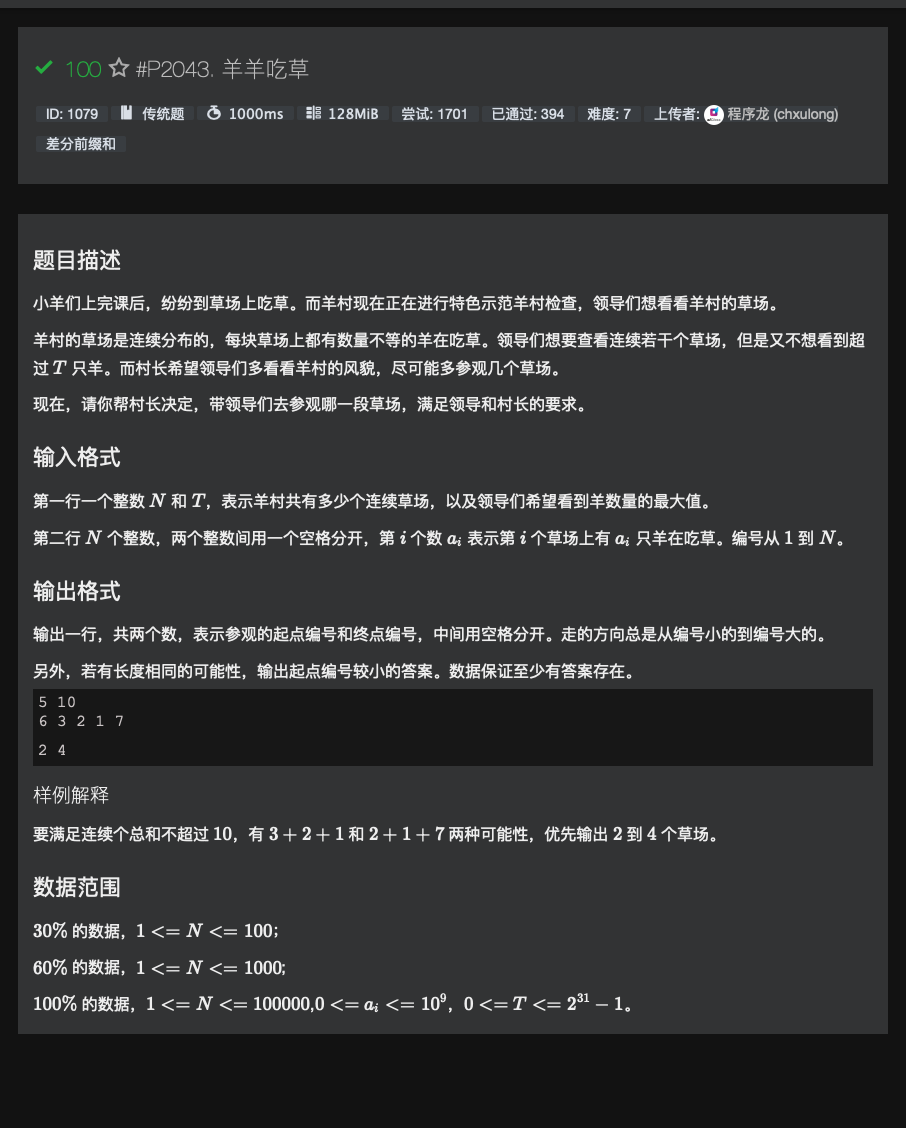 100 #P2043. 羊羊吃草
ID: 1079 传统题 1000ms 128MiB 尝试: 1701 已通过: 394 难度: 7 上传者: 程序龙 (chxulong)
差分前缀和
题目描述
小羊们上完课后，纷纷到草场上吃草。而羊村现在正在进行特色示范羊村检查，领导们想看看羊村的草场。
羊村的草场是连续分布的，每块草场上都有数量不等的羊在吃草。领导们想要查看连续若干个草场，但是又不想看到超
过 T 只羊。而村长希望领导们多看看羊村的风貌，尽可能多参观几个草场。
现在，请你帮村长决定，带领导们去参观哪一段草场，满足领导和村长的要求。
输入格式
第一行一个整数 N 和 T，表示羊村共有多少个连续草场，以及领导们希望看到羊数量的最大值。
第二行 N 个整数，两个整数间用一个空格分开，第 i 个数 a_i 表示第 i 个草场上有 a_i 只羊在吃草。编号从 1 到 N。
输出格式
输出一行，共两个数，表示参观的起点编号和终点编号，中间用空格分开。走的方向总是从编号小的到编号大的。
另外，若有长度相同的可能性，输出起点编号较小的答案。数据保证至少有答案存在。
5 10
6 3 2 1 7
2 4
样例解释
要满足连续个总和不超过 10，有 3 + 2 + 1 和 2 + 1 + 7 两种可能性，优先输出 2 到 4 个草场。
数据范围
30% 的数据，1 <= N <= 100；
60% 的数据，1 <= N <= 1000;
100% 的数据，1 <= N <= 100000,0 <= a_i <= 10^9，0 <= T <= 2^31 − 1。